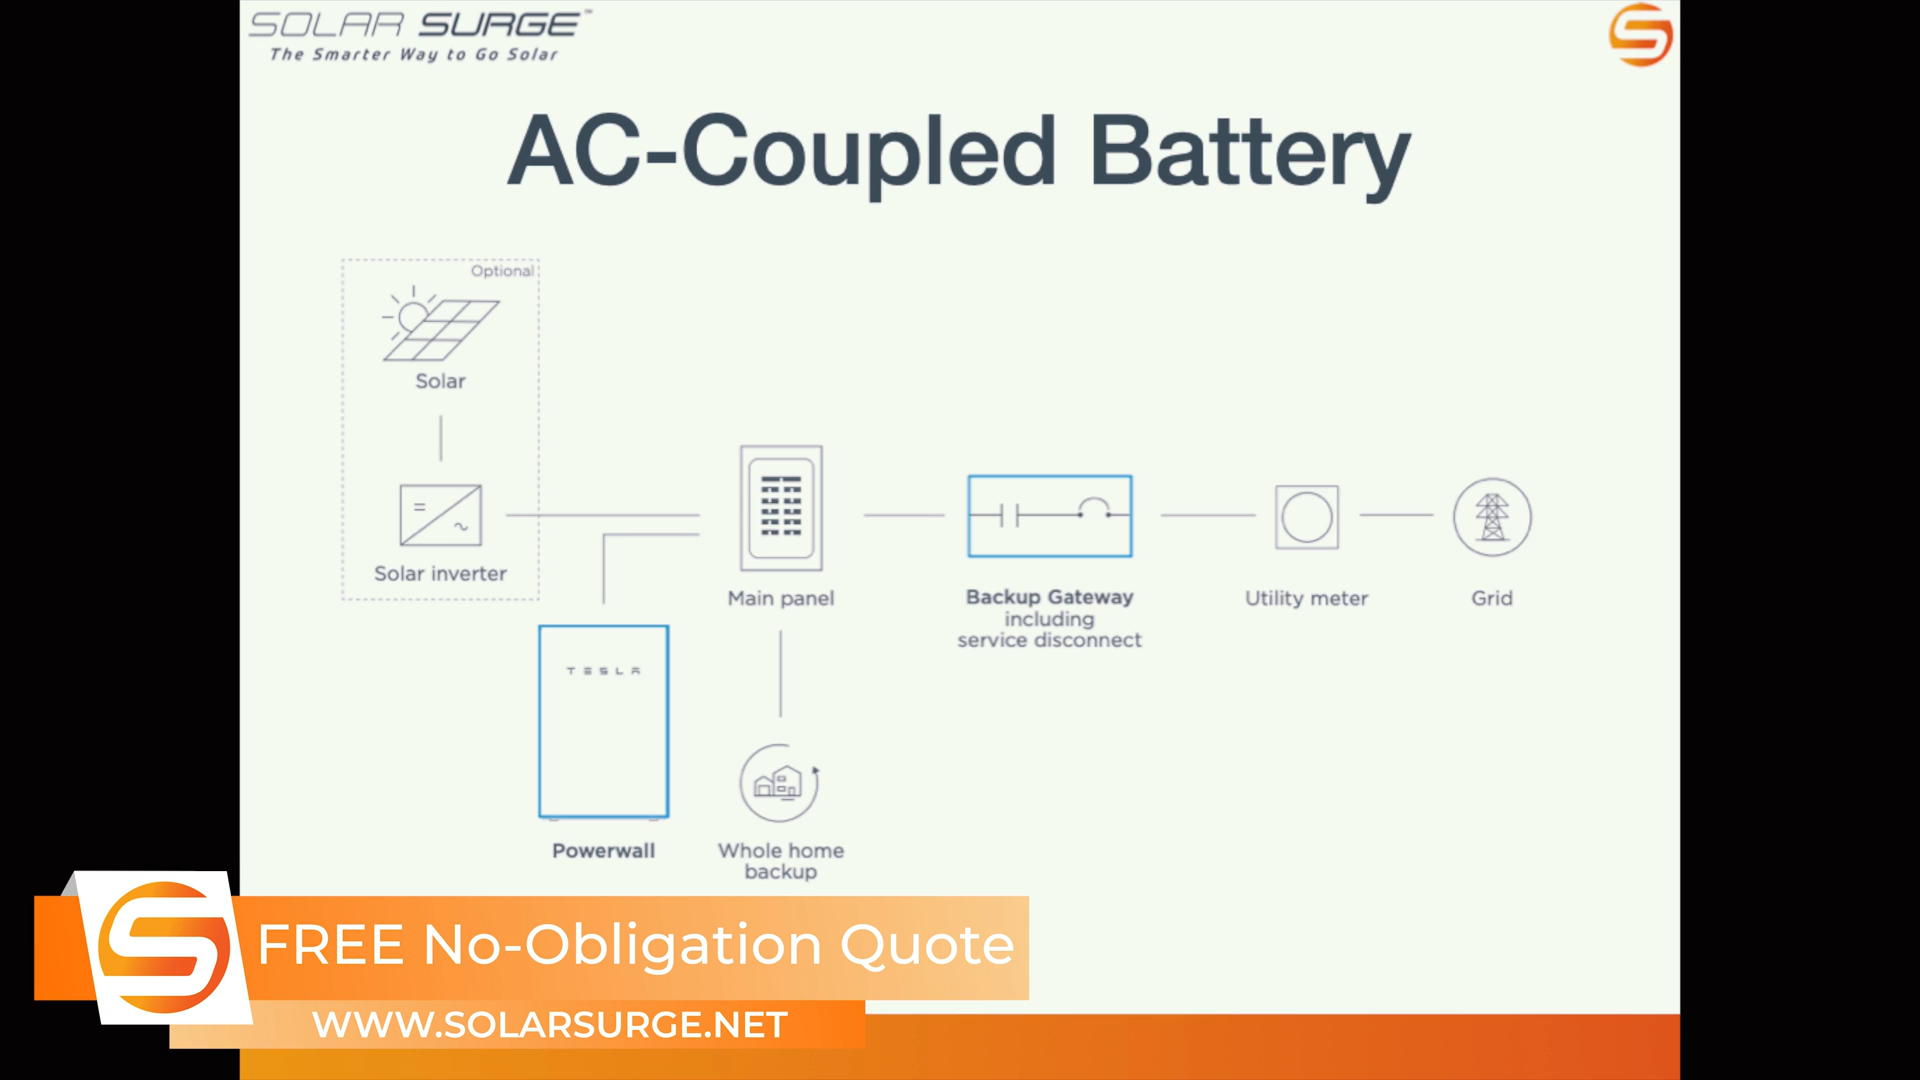 SOLAR SURGE™
The Smarter Way to Go Solar
AC-Coupled Battery
Optional
Solar
Solar inverter
Main panel
Backup Gateway
including
service disconnect
Utility meter
Grid
TESLA
Powerwall
Whole home
backup
FREE No-Obligation Quote
WWW.SOLARSURGE.NET